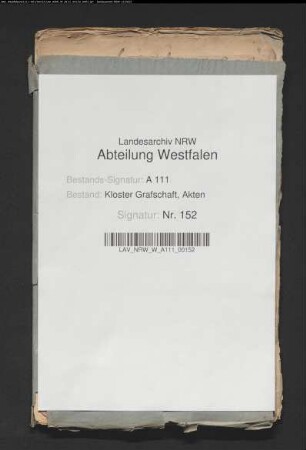 Landesarchiv NRW
Abteilung Westfalen
Bestands-Signatur: A 111
Bestand: Kloster Grafschaft, Akten
Signatur: Nr. 152
LAV_NRW_W_A111_00152